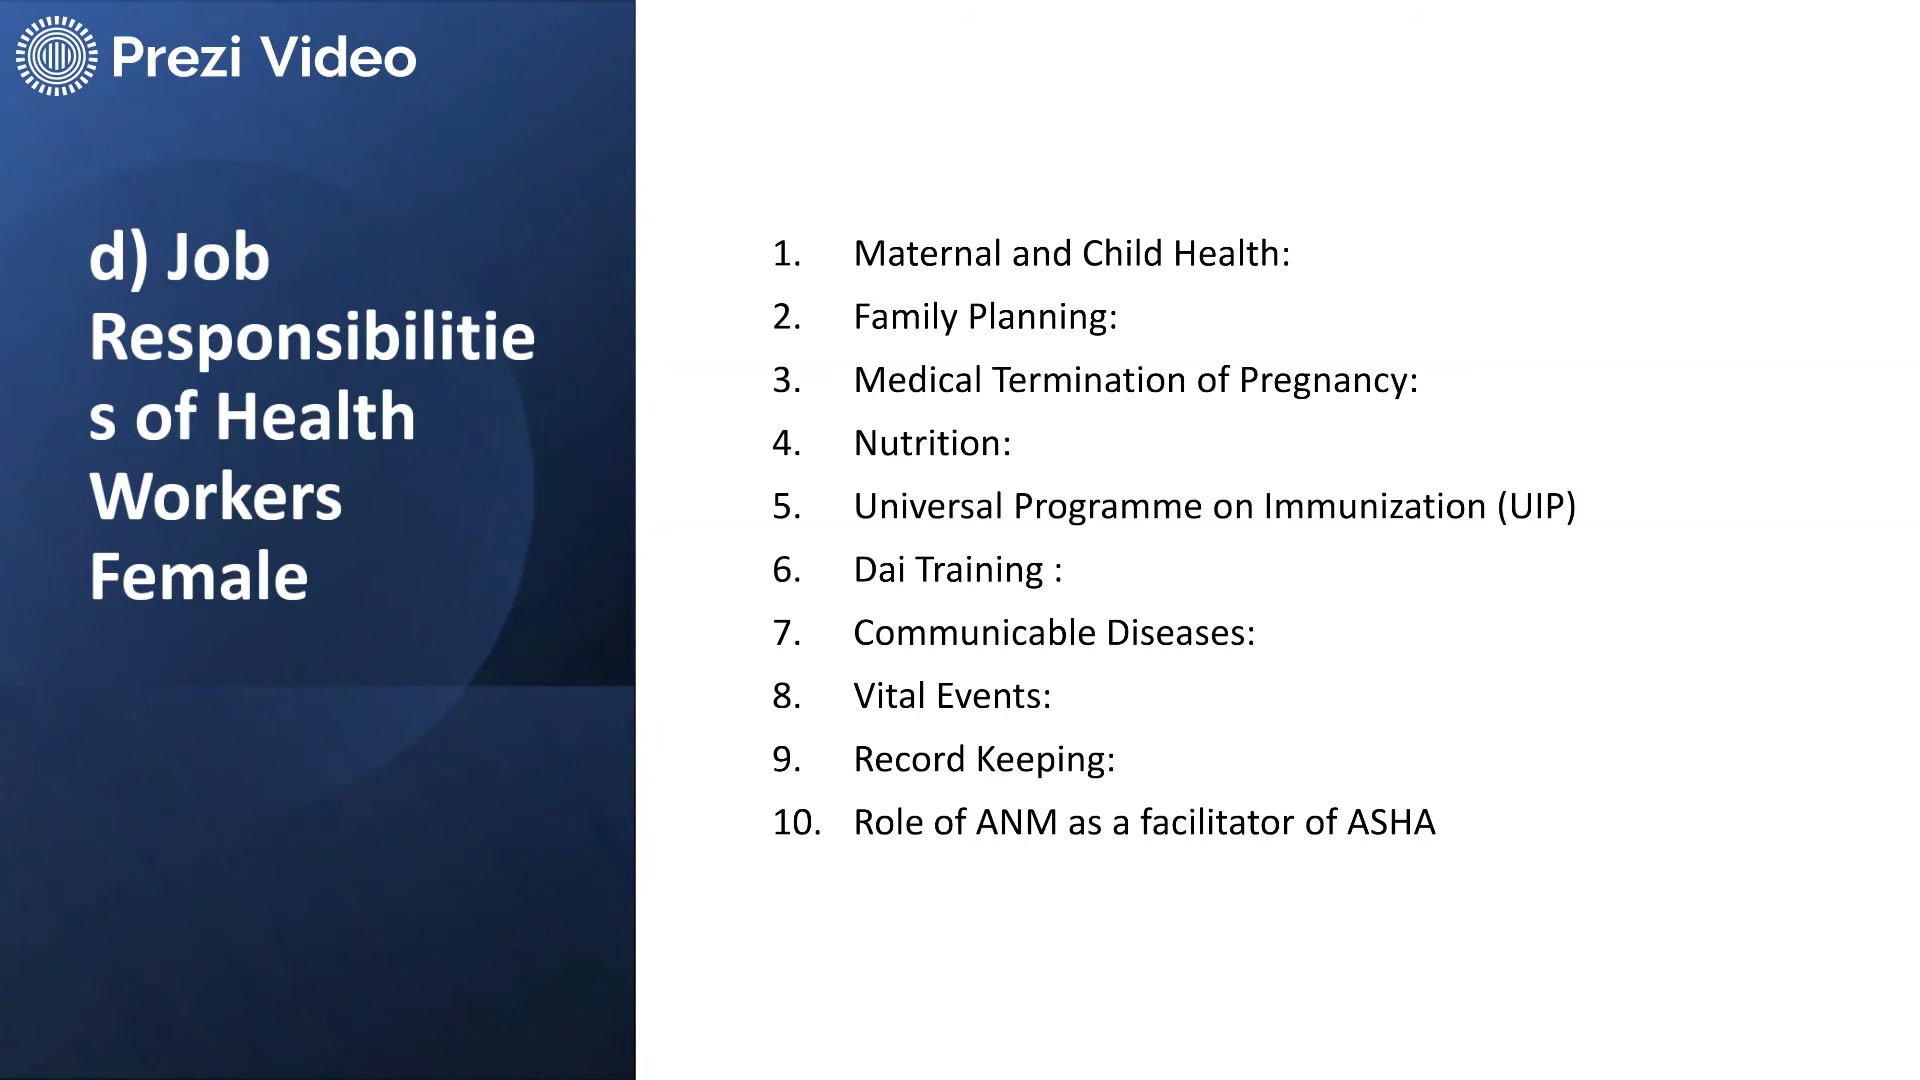 Prezi Video
d) Job
Responsibilitie
s of Health
Workers
Female
1. Maternal and Child Health:
2. Family Planning:
3. Medical Termination of Pregnancy:
4. Nutrition:
5. Universal Programme on Immunization (UIP)
6. Dai Training :
7. Communicable Diseases:
8. Vital Events:
9. Record Keeping:
10. Role of ANM as a facilitator of ASHA